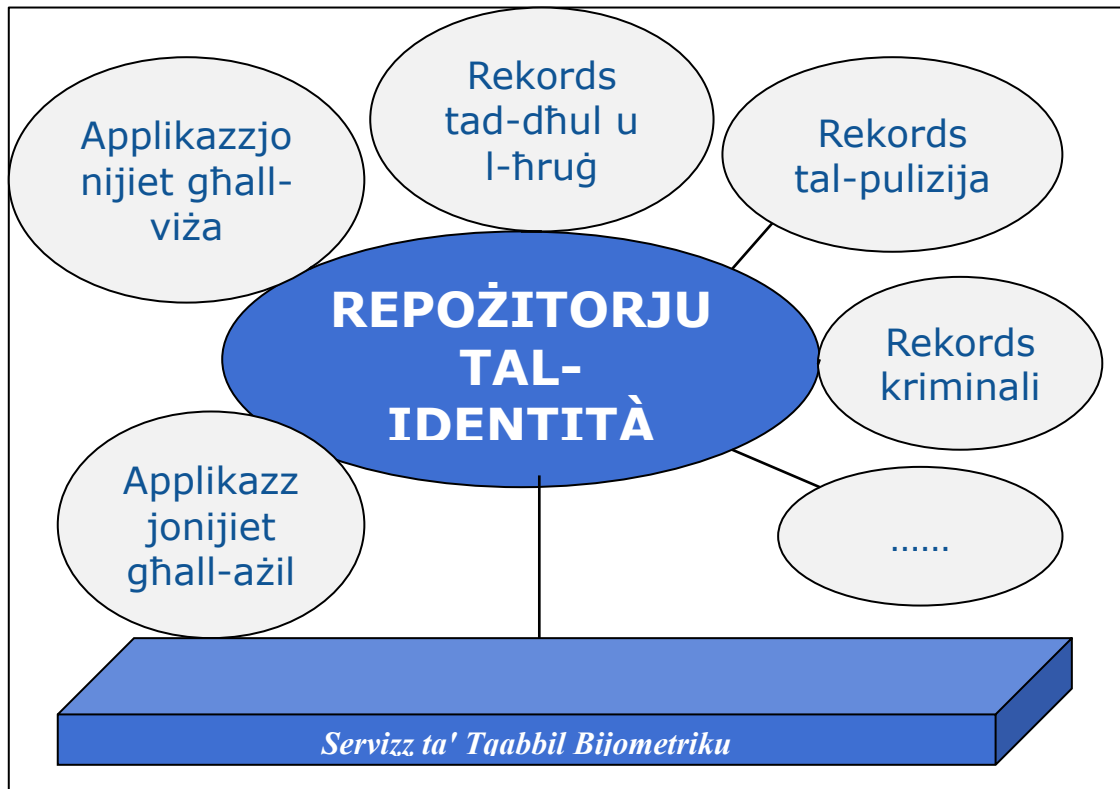 Applikazzjo
nijiet għall-
viża
Rekords
tad-dħul u
l-ħruġ
Rekords
tal-pulizija
REPOŻITORJU
TAL-
IDENTITÀ
Rekords
kriminali
Applikazz
jonijiet
għall-ażil
......
Servizz ta' Tqabbil Bijometriku